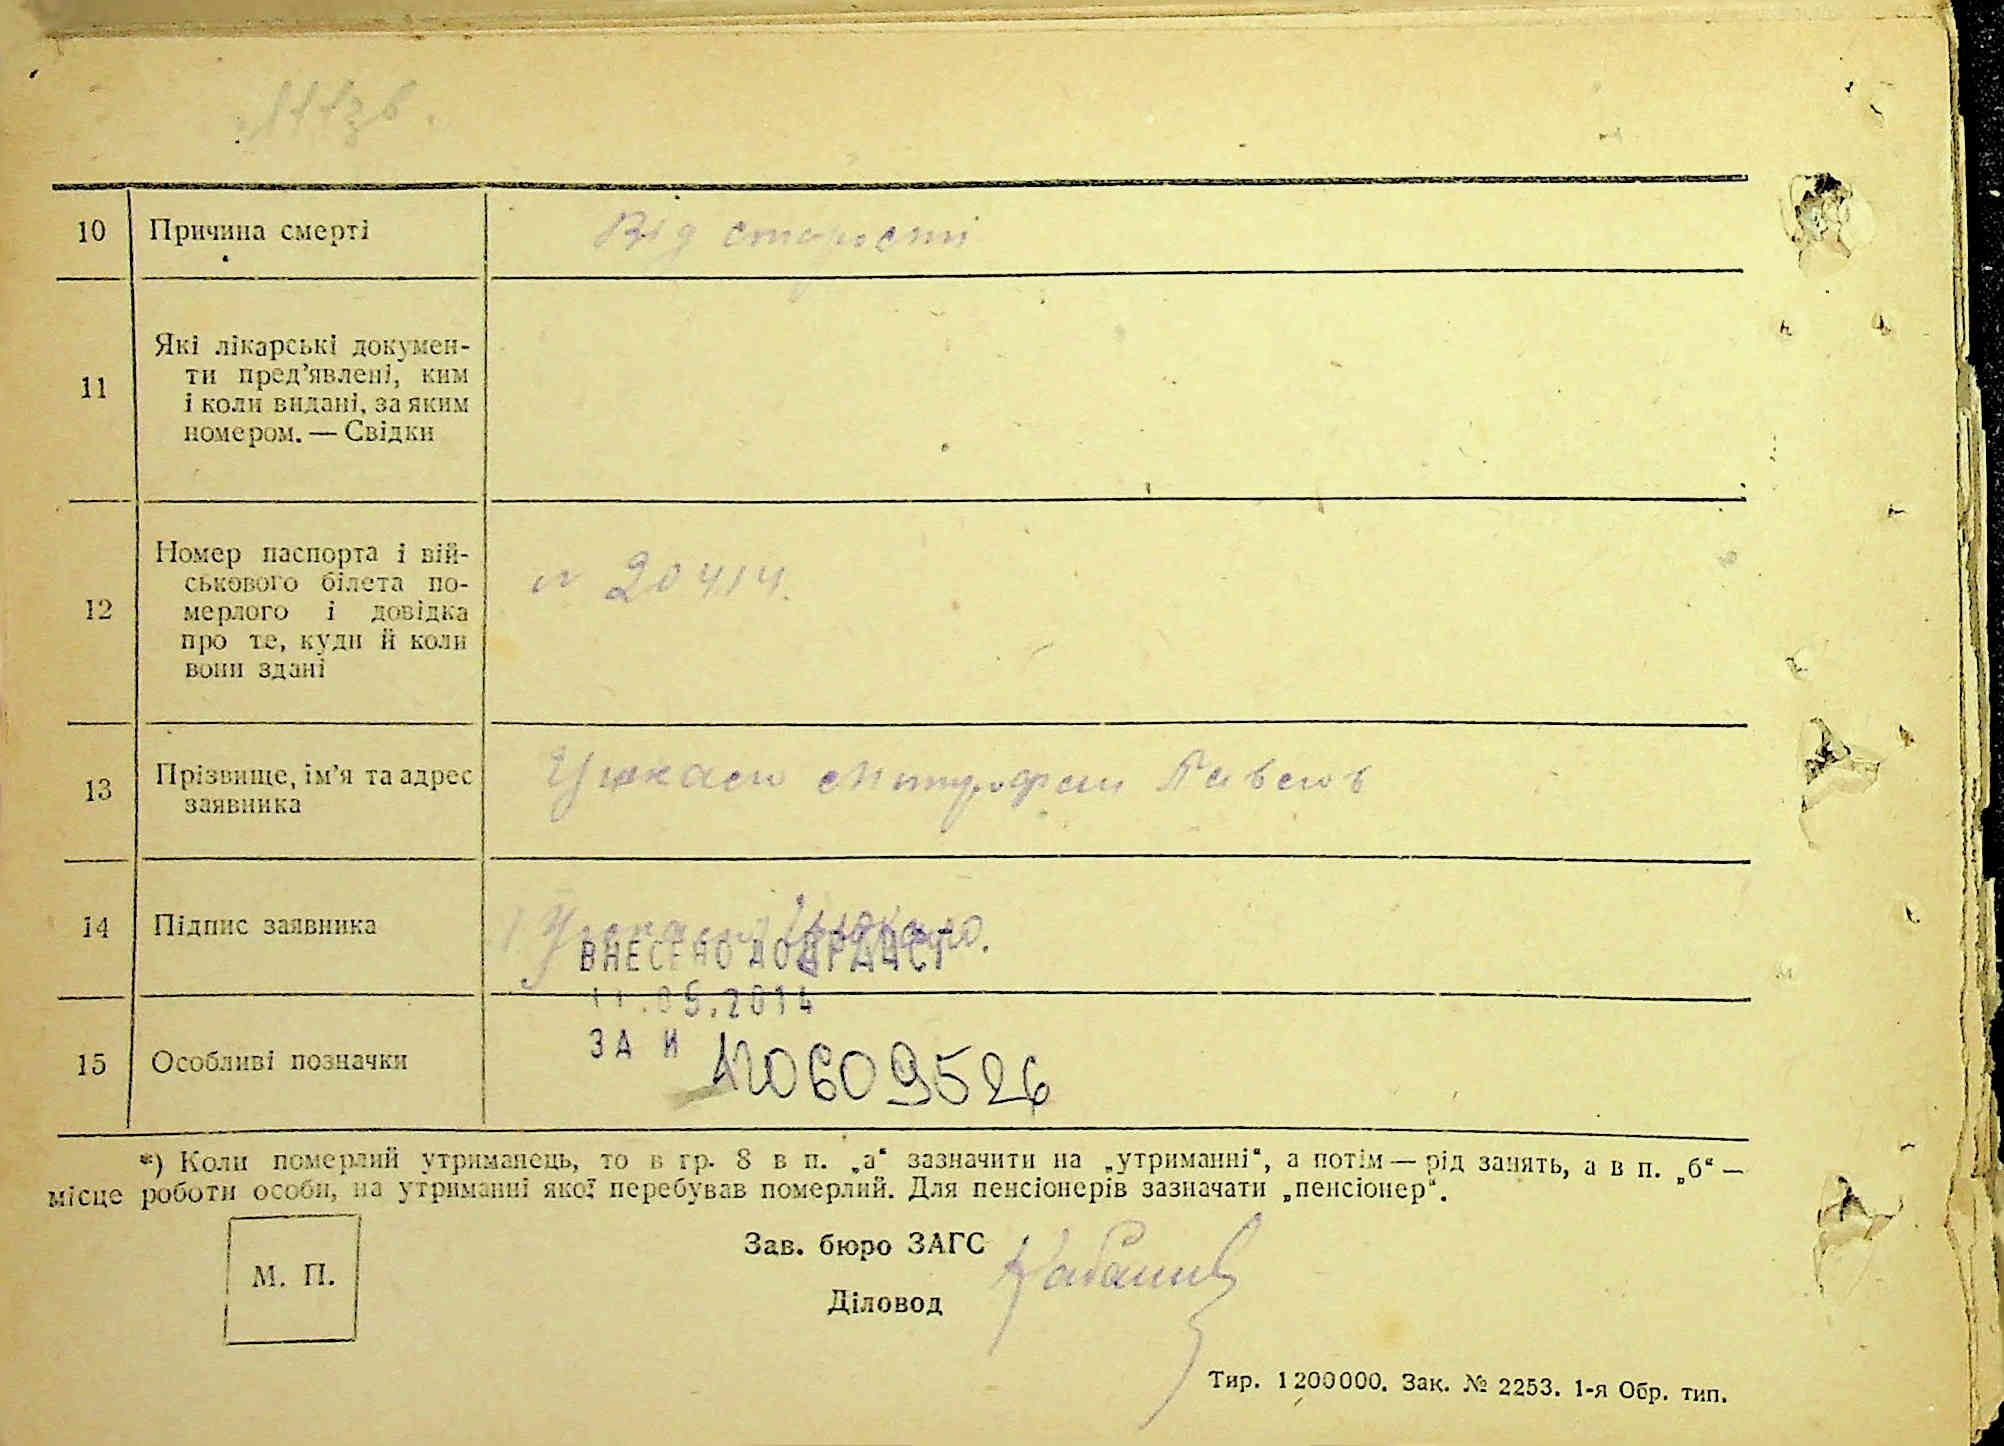 10 Причина смерті Від старості
11 Які лікарські докумен-
ти пред’явлені, ким
і коли видані, за яким
номером. — Свідки
12 Номер паспорта і вій-
ськового білета по-
мерлого і довідка
про те, куди й коли
вони здані
№ 20414.
13 Прізвище, ім’я та адрес
заявника
14 Підпис заявника
ВНЕСЕНО ДО ДРАЦСГ
.06.2014
ЗА №
15 Особливі позначки
0609526
*) Коли померлий утриманець, то в гр. 8 в п. „а“ зазначити на „утриманні“, а потім — рід занять, а в п. „б“ —
місце роботи особи, на утриманні якої перебував померлий. Для пенсіонерів зазначати „пенсіонер“.
М. П.
Зав. бюро ЗАГС
Діловод
Тир. 1200000. Зак. № 2253. 1-я Обр. тип.